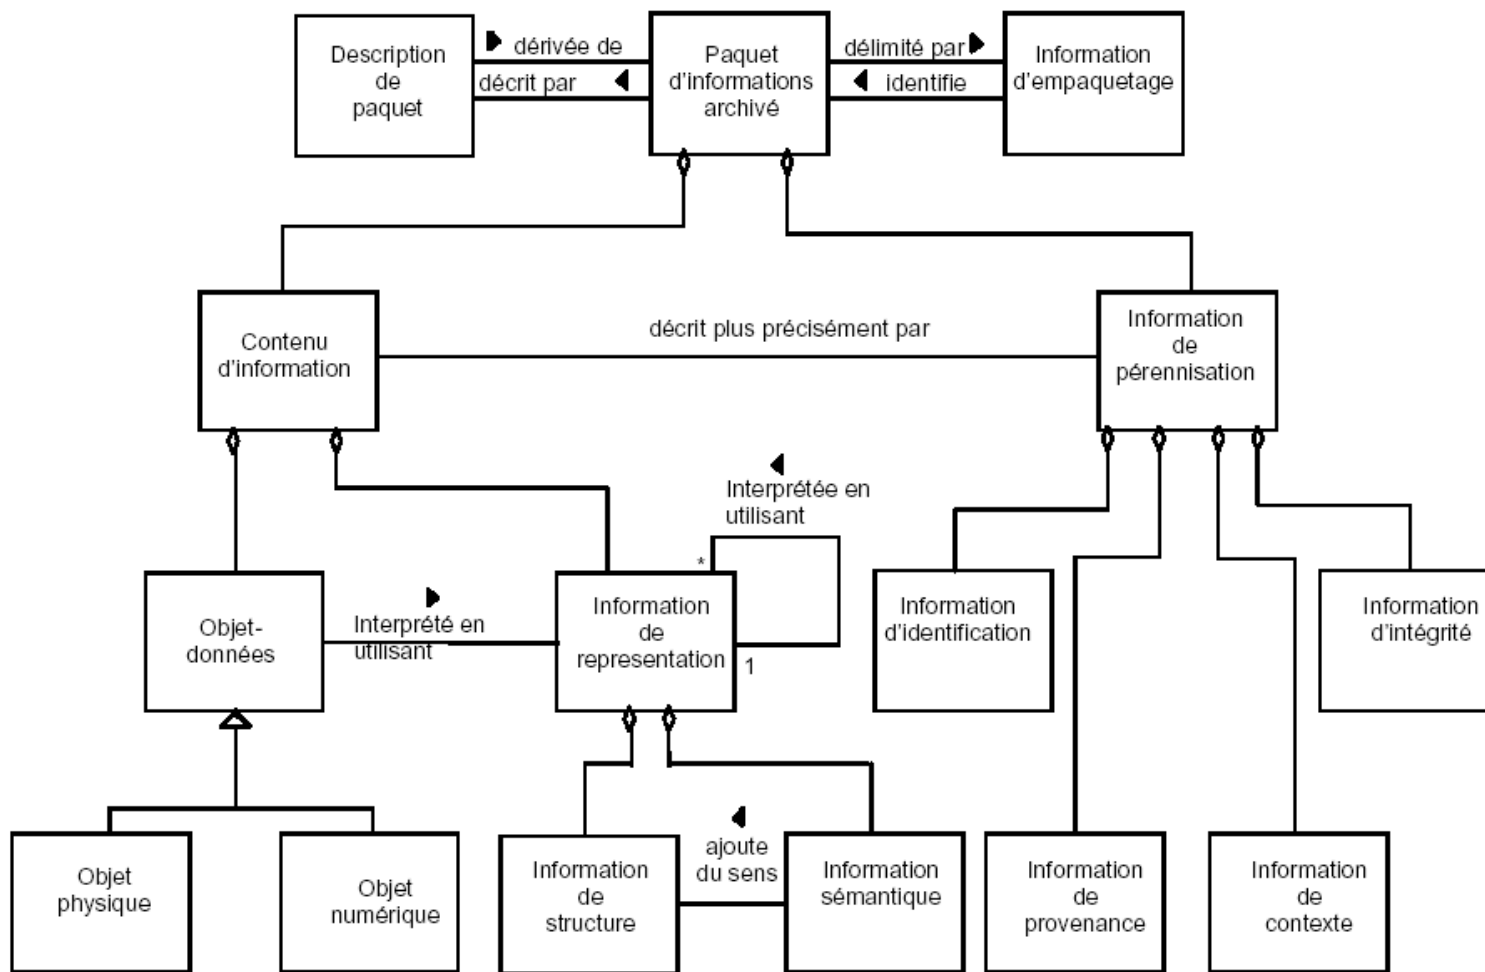 Description
de
paquet
dérivée de
décrit par
Paquet
d'informations
archivé
délimité par
identifie
Information
d'empaquetage
Contenu
d'information
décrit plus précisément par
Information
de
pérennisation
Interprétée en
utilisant
*
1
Objet-
données
Interprété en
utilisant
Information
de
representation
Information
d'identification
Information
d'intégrité
Objet
physique
Objet
numérique
Information
de
structure
ajoute
du sens
Information
sémantique
Information
de
provenance
Information
de
contexte